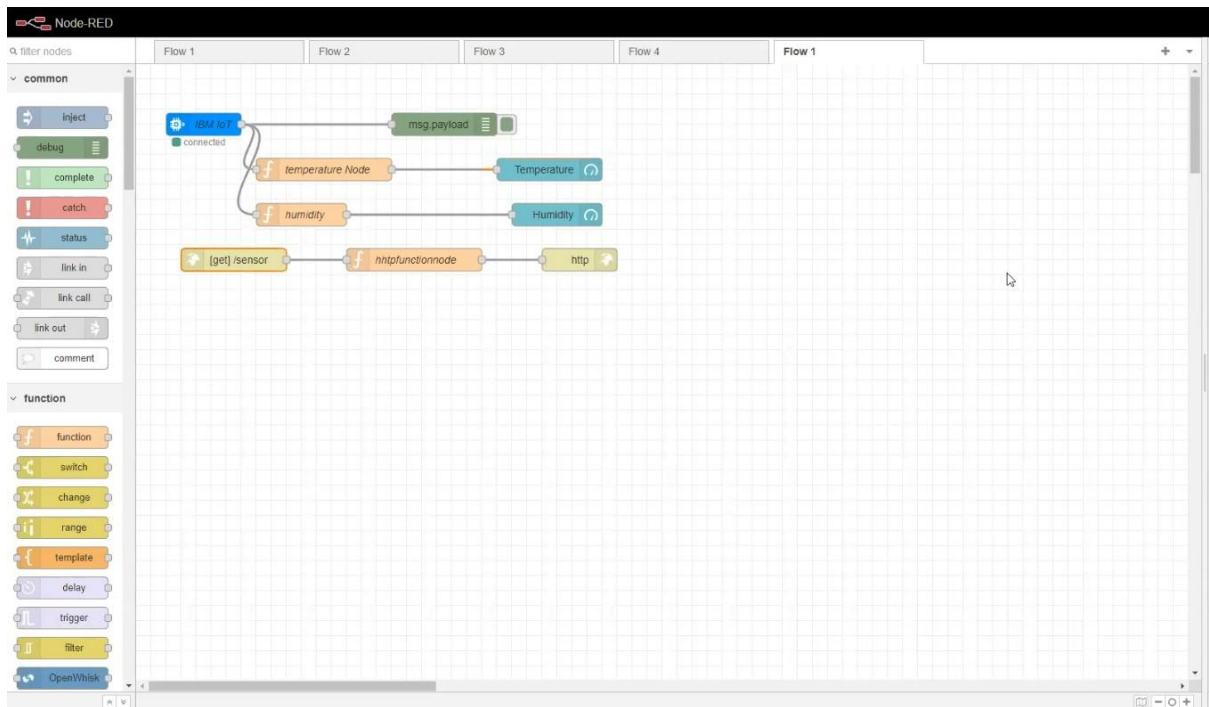 Node-RED
filter nodes
Flow 1
Flow 2
Flow 3
Flow 4
Flow 1
common
inject
debug
complete
catch
status
link in
link call
link out
comment
function
function
switch
change
range
template
delay
trigger
filter
OpenWhisk
IBM IoT
connected
msg.payload
temperature Node
Temperature
humidity
Humidity
[get] /sensor
hhtpfunctionnode
http